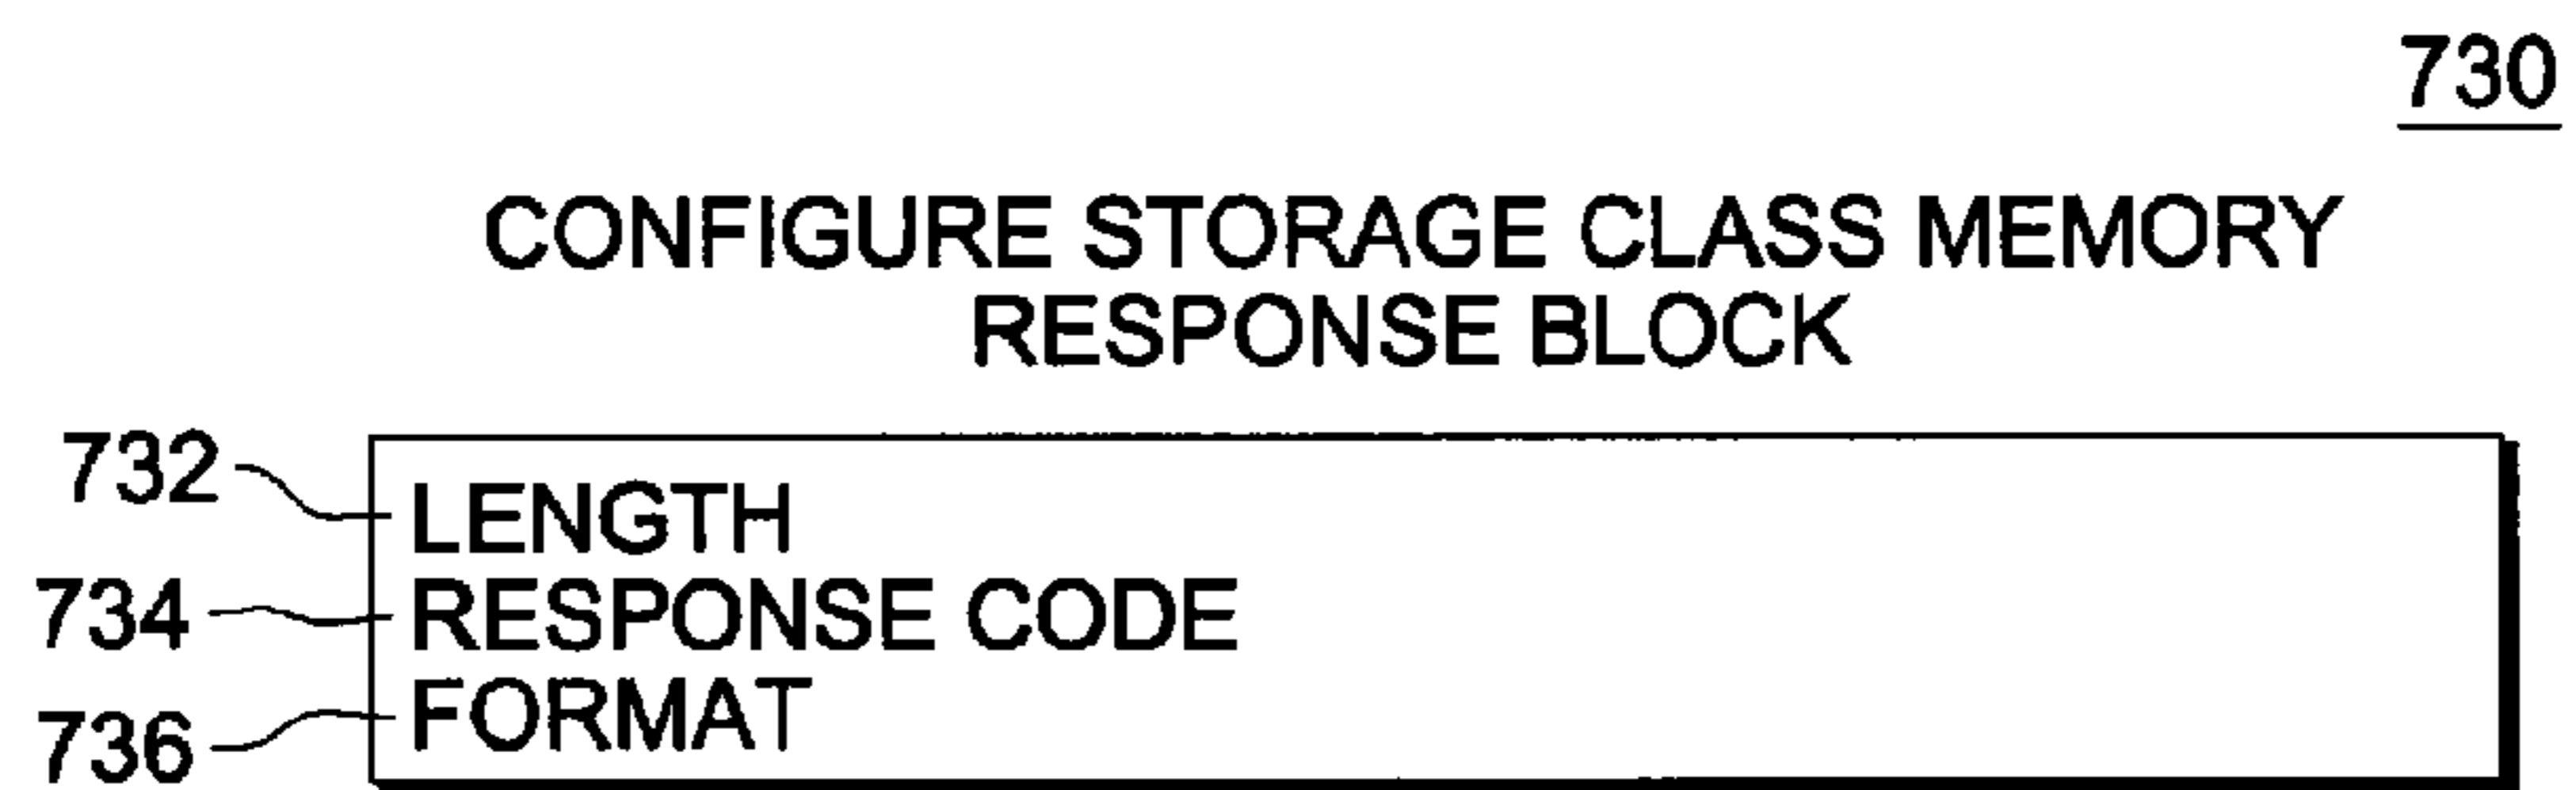 730
CONFIGURE STORAGE CLASS MEMORY
RESPONSE BLOCK
732 LENGTH
734 RESPONSE CODE
736 FORMAT